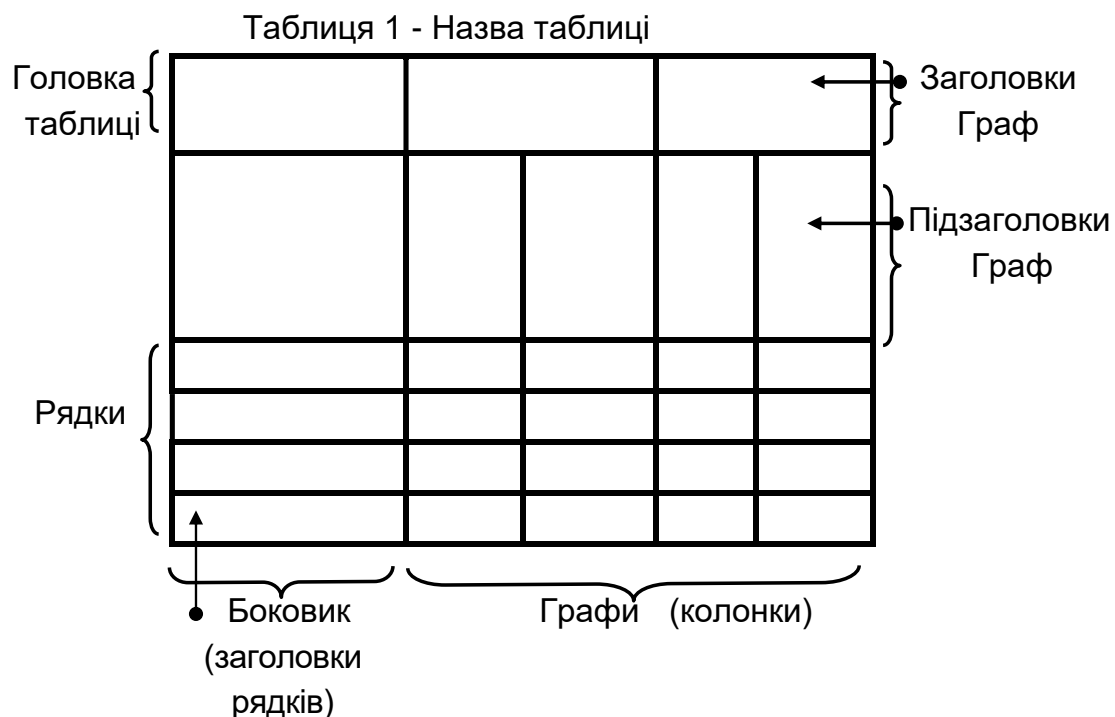 Таблиця 1 - Назва таблиці
Головка
таблиці
Заголовки
Граф
Підзаголовки
Граф
Рядки
Боковик
(заголовки
рядків)
Графи (колонки)